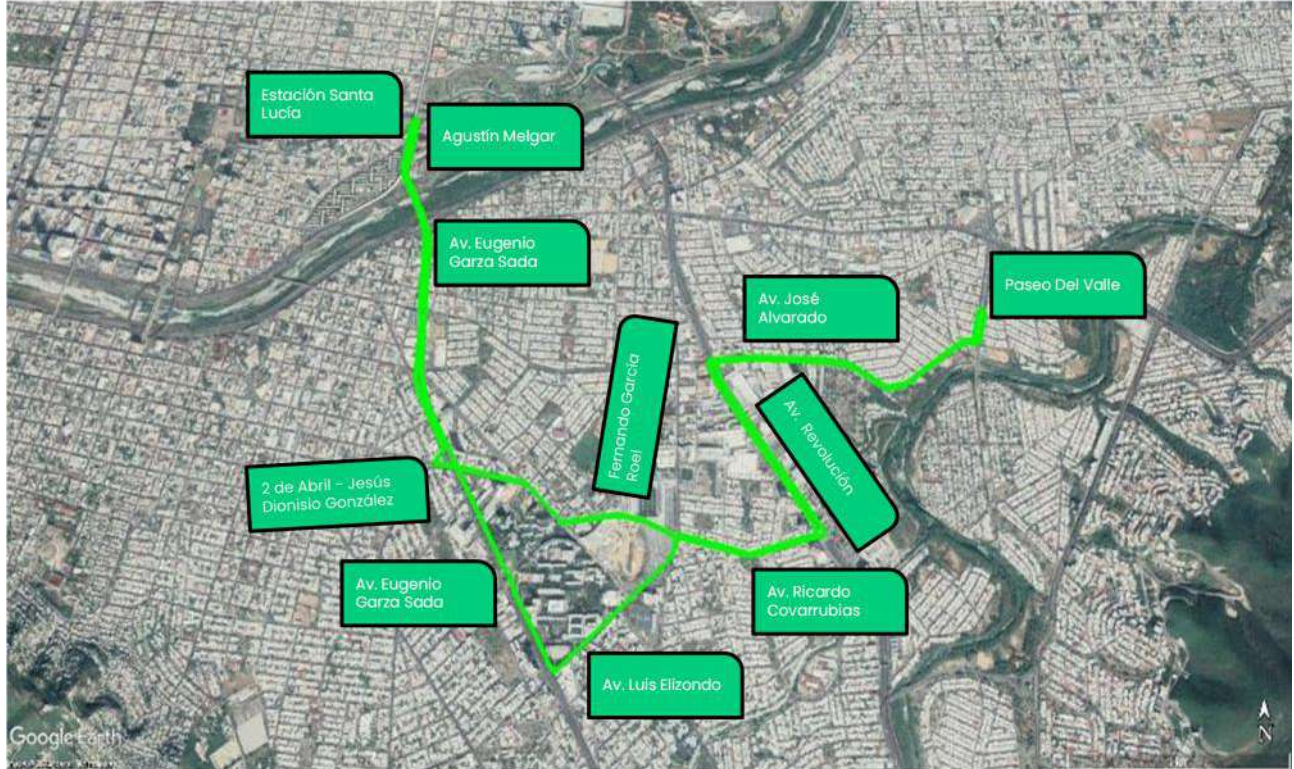 Estación Santa
Lucía
Agustín Melgar
Av. Eugenio
Garza Sada
Paseo Del Valle
Av. José
Alvarado
Fernando García
Roel
Av. Revolución
2 de Abril - Jesús
Dionisio González
Av. Eugenio
Garza Sada
Av. Ricardo
Covarrubias
Av. Luis Elizondo
Google Earth
N